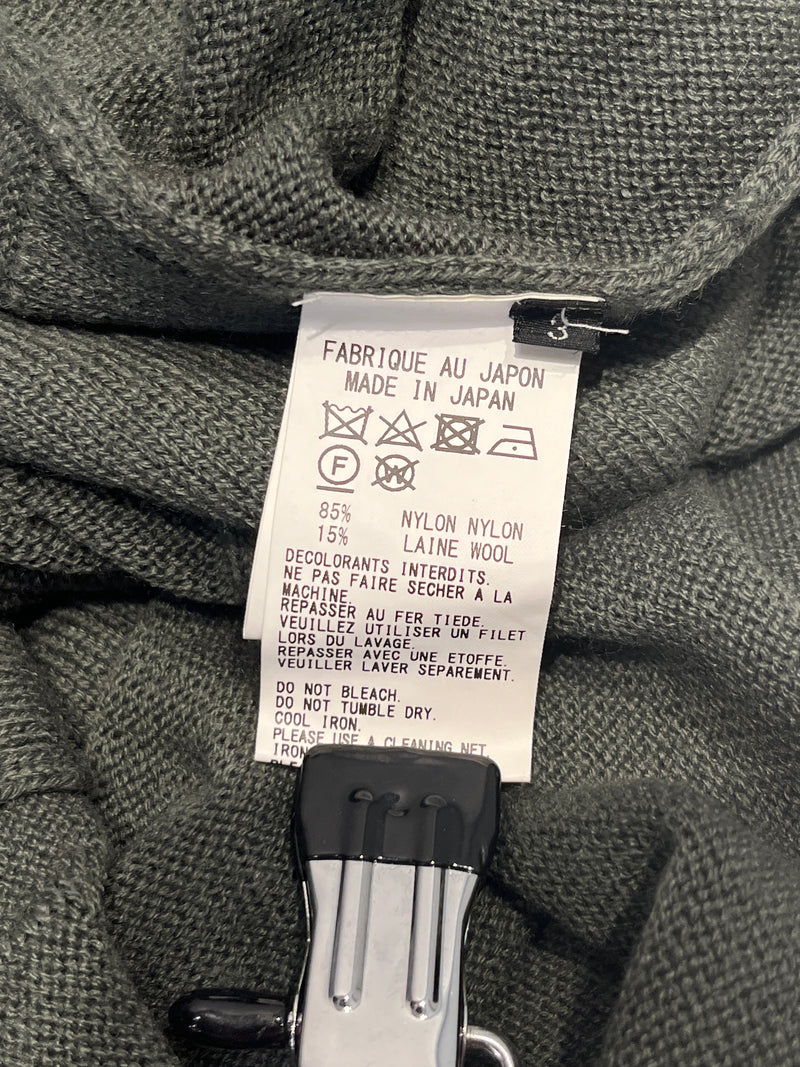 3
FABRIQUE AU JAPON
MADE IN JAPAN
F
W
85% NYLON NYLON
15% LAINE WOOL
DECOLORANTS INTERDITS.
NE PAS FAIRE SECHER A LA
MACHINE.
REPASSER AU FER TIEDE.
VEUILLEZ UTILISER UN FILET
LORS DU LAVAGE.
REPASSER AVEC UNE ETOFFE.
VEUILLER LAVER SEPAREMENT.
DO NOT BLEACH.
DO NOT TUMBLE DRY.
COOL IRON.
PLEASE USE A CLEANING NET
IRON